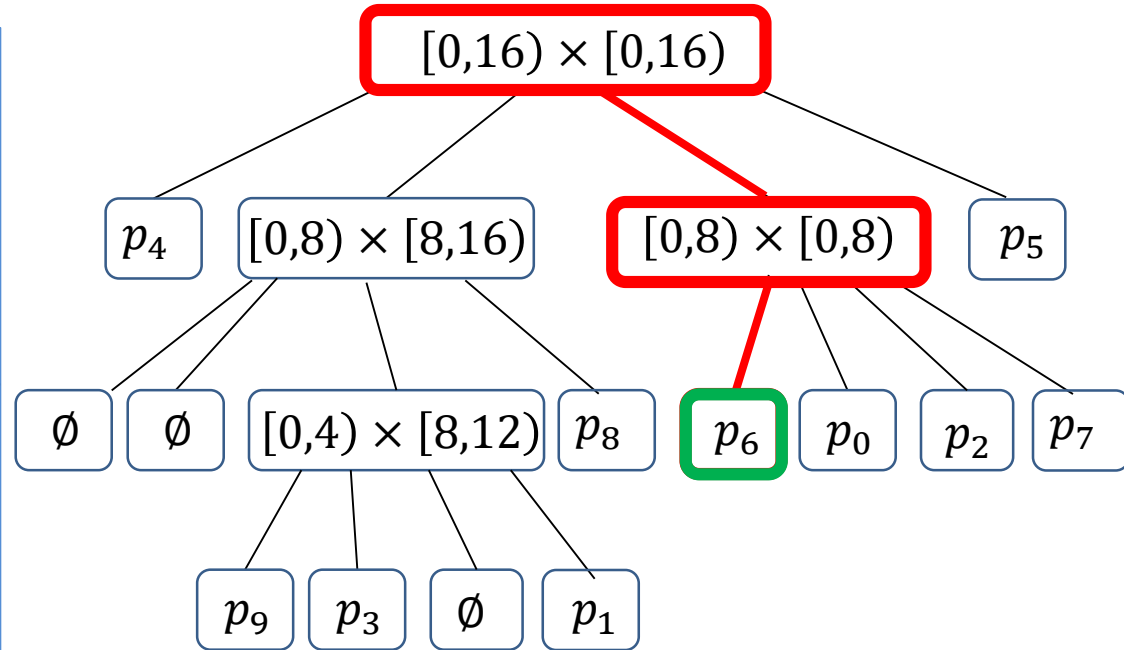 [0,16) × [0,16)
p₄ [0,8) × [8,16) [0,8) × [0,8) p₅
∅ ∅ [0,4) × [8,12) p₈ p₆ p₀ p₂ p₇
p₉ p₃ ∅ p₁